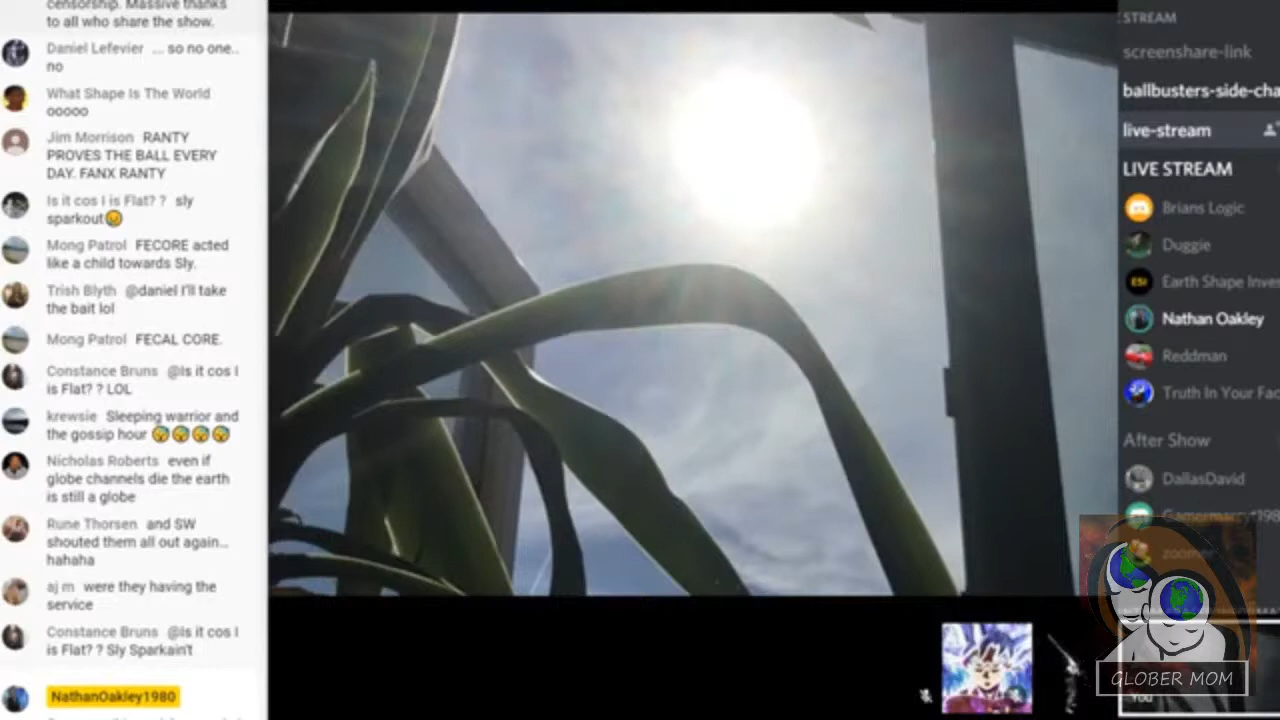 censorship. Massive thanks
to all who share the show.
Daniel Lefevier ... so no one..
no
What Shape Is The World
ooooo
Jim Morrison RANTY
PROVES THE BALL EVERY
DAY. FANX RANTY
Is it cos I is Flat? ? sly
sparkout
Mong Patrol FECORE acted
like a child towards Sly.
Trish Blyth @daniel I'll take
the bait lol
Mong Patrol FECAL CORE.
Constance Bruns @Is it cos I
is Flat? ? LOL
krewsie Sleeping warrior and
the gossip hour
Nicholas Roberts even if
globe channels die the earth
is still a globe
Rune Thorsen and SW
shouted them all out again...
hahaha
aj m were they having the
service
Constance Bruns @Is it cos I
is Flat? ? Sly Sparkain't
NathanOakley1980
STREAM
screenshare-link
ballbusters-side-cha
live-stream
LIVE STREAM
Brians Logic
Duggie
ESI
Earth Shape Inves
Nathan Oakley
Reddman
Truth In Your Fac
After Show
DallasDavid
zoomer
GLOBER MOM
You